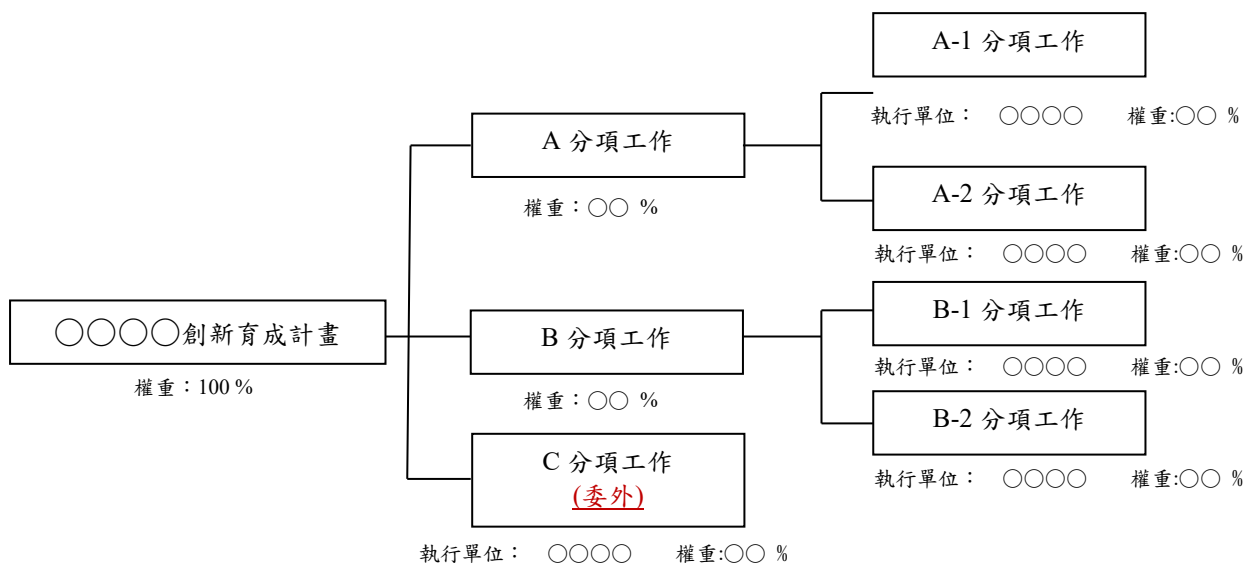 A-1 分項工作
執行單位： ○○○○ 權重:○○ %
A 分項工作
權重：○○ %
A-2 分項工作
執行單位： ○○○○ 權重:○○ %
○○○○創新育成計畫
權重：100 %
B 分項工作
權重：○○ %
B-1 分項工作
執行單位： ○○○○ 權重:○○ %
B-2 分項工作
執行單位： ○○○○ 權重:○○ %
C 分項工作
(委外)
執行單位： ○○○○ 權重:○○ %